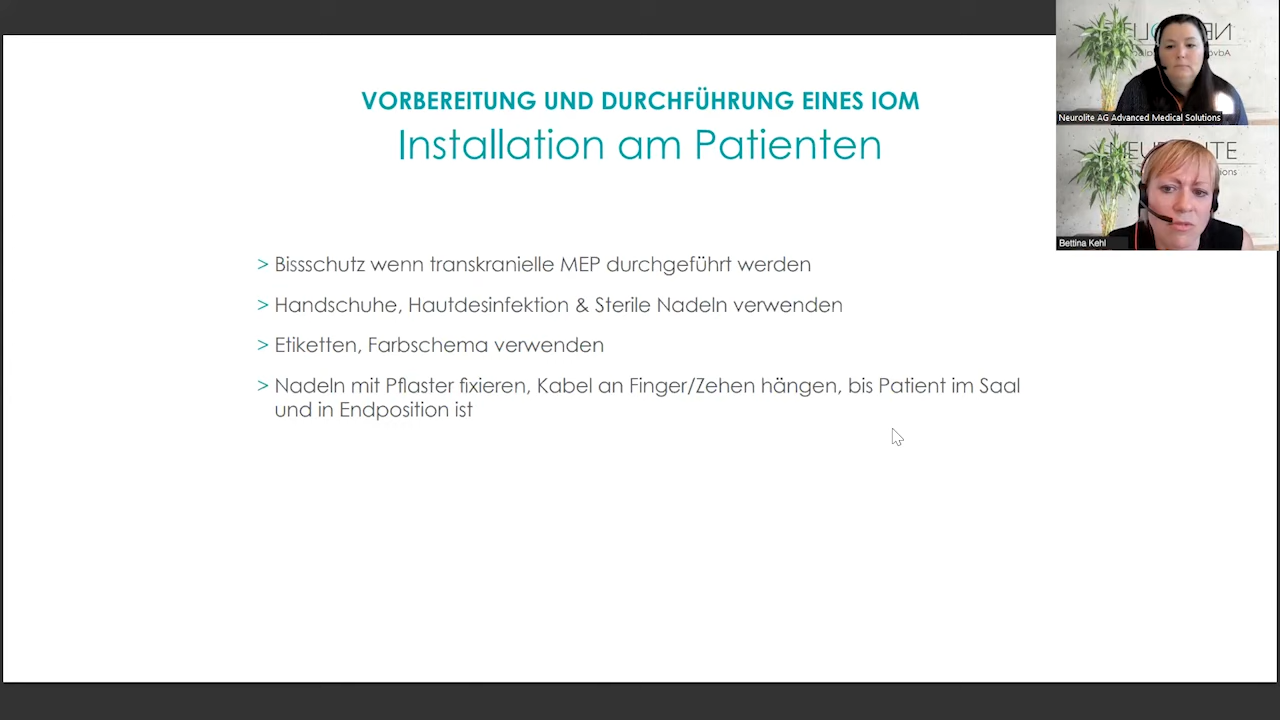 VORBEREITUNG UND DURCHFÜHRUNG EINES IOM
Installation am Patienten
> Bissschutz wenn transkranielle MEP durchgeführt werden
> Handschuhe, Hautdesinfektion & Sterile Nadeln verwenden
> Etiketten, Farbschema verwenden
> Nadeln mit Pflaster fixieren, Kabel an Finger/Zehen hängen, bis Patient im Saal
und in Endposition ist
Neurolite AG Advanced Medical Solutions
Bettina Kehl